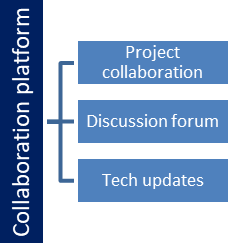 Collaboration platform
Project
collaboration
Discussion forum
Tech updates